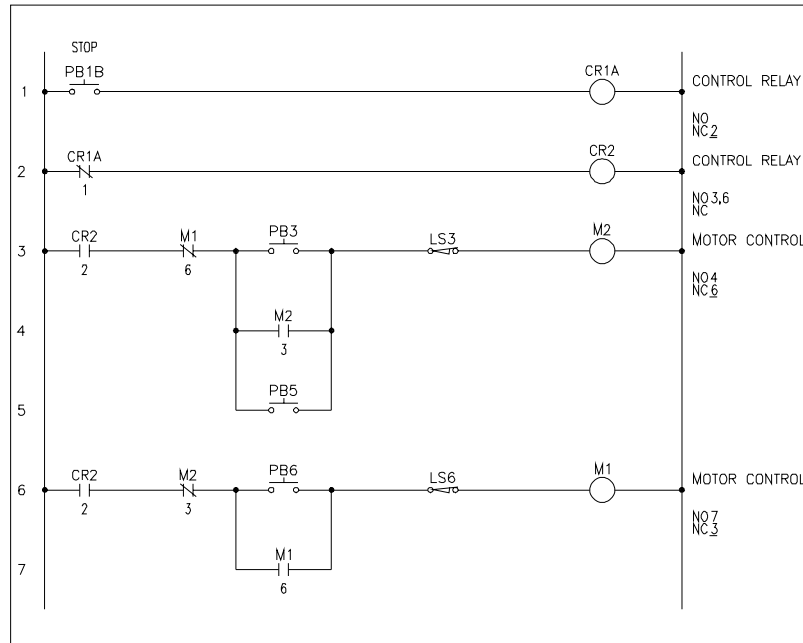 STOP
PB1B CR1A
1 CONTROL RELAY
NO
NC 2
CR1A CR2
2 CONTROL RELAY
1
NO 3,6
NC
CR2 M1 PB3 LS3 M2
3 MOTOR CONTROL
2 6
NO 4
NC 6
M2
4
3
PB5
5
CR2 M2 PB6 LS6 M1
6 MOTOR CONTROL
2 3
NO 7
NC 3
M1
7
6